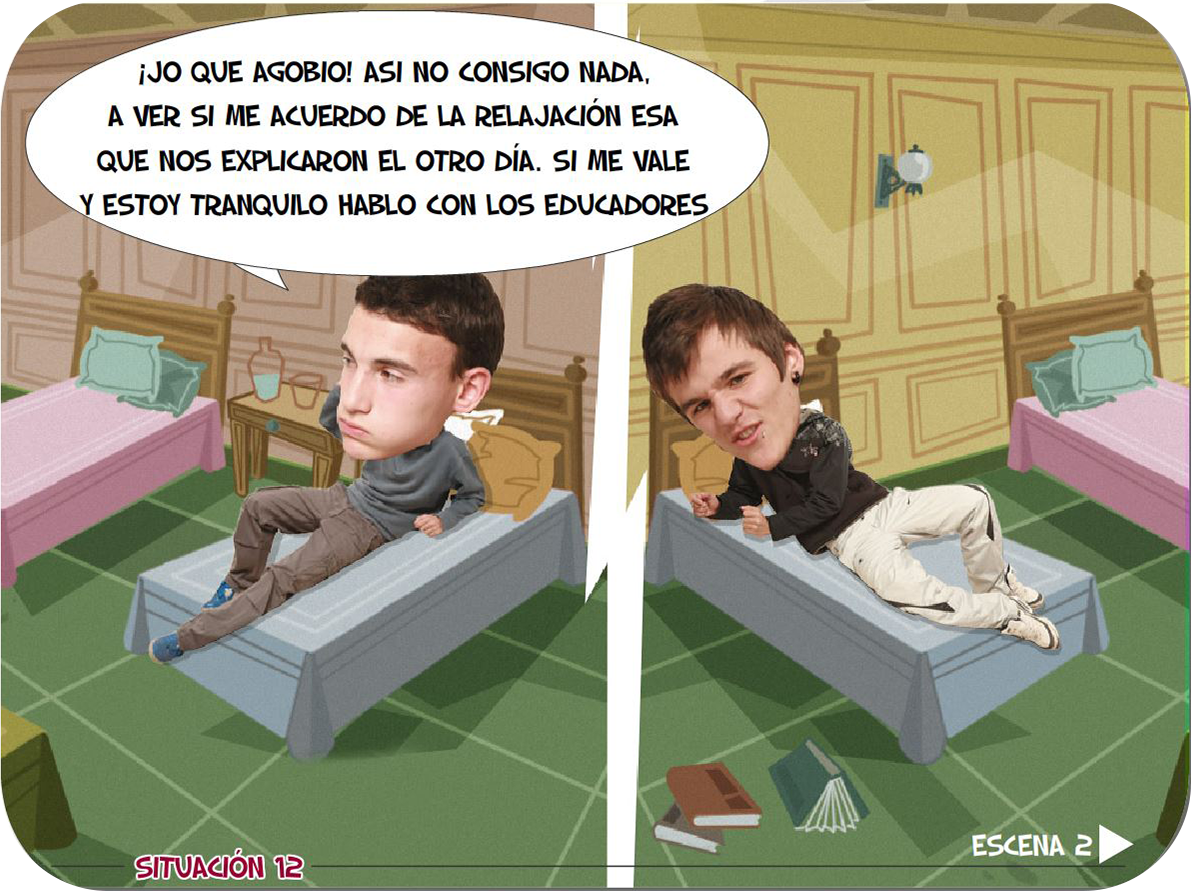 ¡JO QUE AGOBIO! ASI NO CONSIGO NADA,
A VER SI ME ACUERDO DE LA RELAJACIÓN ESA
QUE NOS EXPLICARON EL OTRO DÍA. SI ME VALE
Y ESTOY TRANQUILO HABLO CON LOS EDUCADORES
ESCENA 2
SITUACIÓN 12